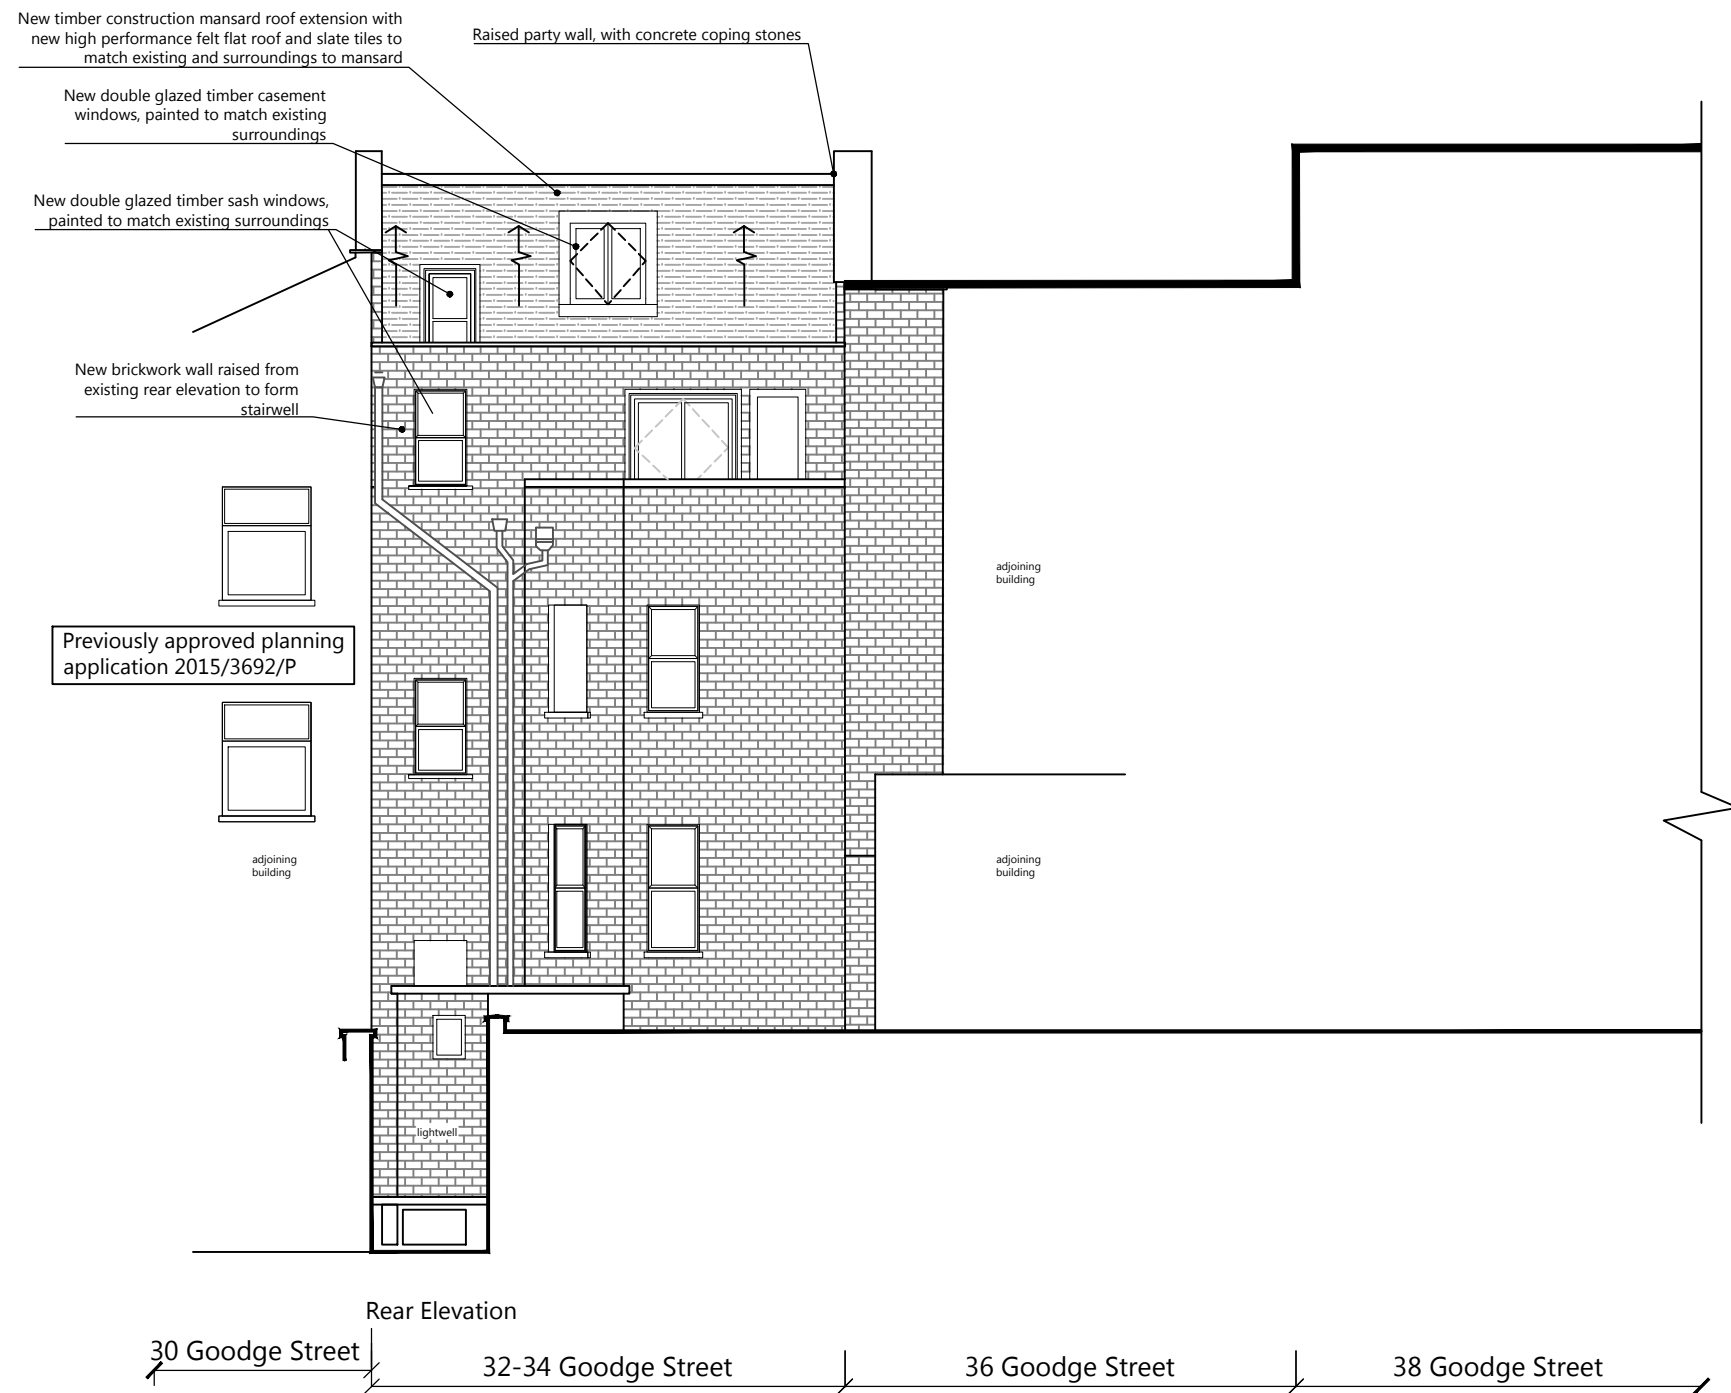 New timber construction mansard roof extension with
new high performance felt flat roof and slate tiles to
match existing and surroundings to mansard
Raised party wall, with concrete coping stones
New double glazed timber casement
windows, painted to match existing
surroundings
New double glazed timber sash windows,
painted to match existing surroundings
New brickwork wall raised from
existing rear elevation to form
stairwell
adjoining
building
Previously approved planning
application 2015/3692/P
adjoining
building
adjoining
building
lightwell
Rear Elevation
30 Goodge Street
32-34 Goodge Street
36 Goodge Street
38 Goodge Street